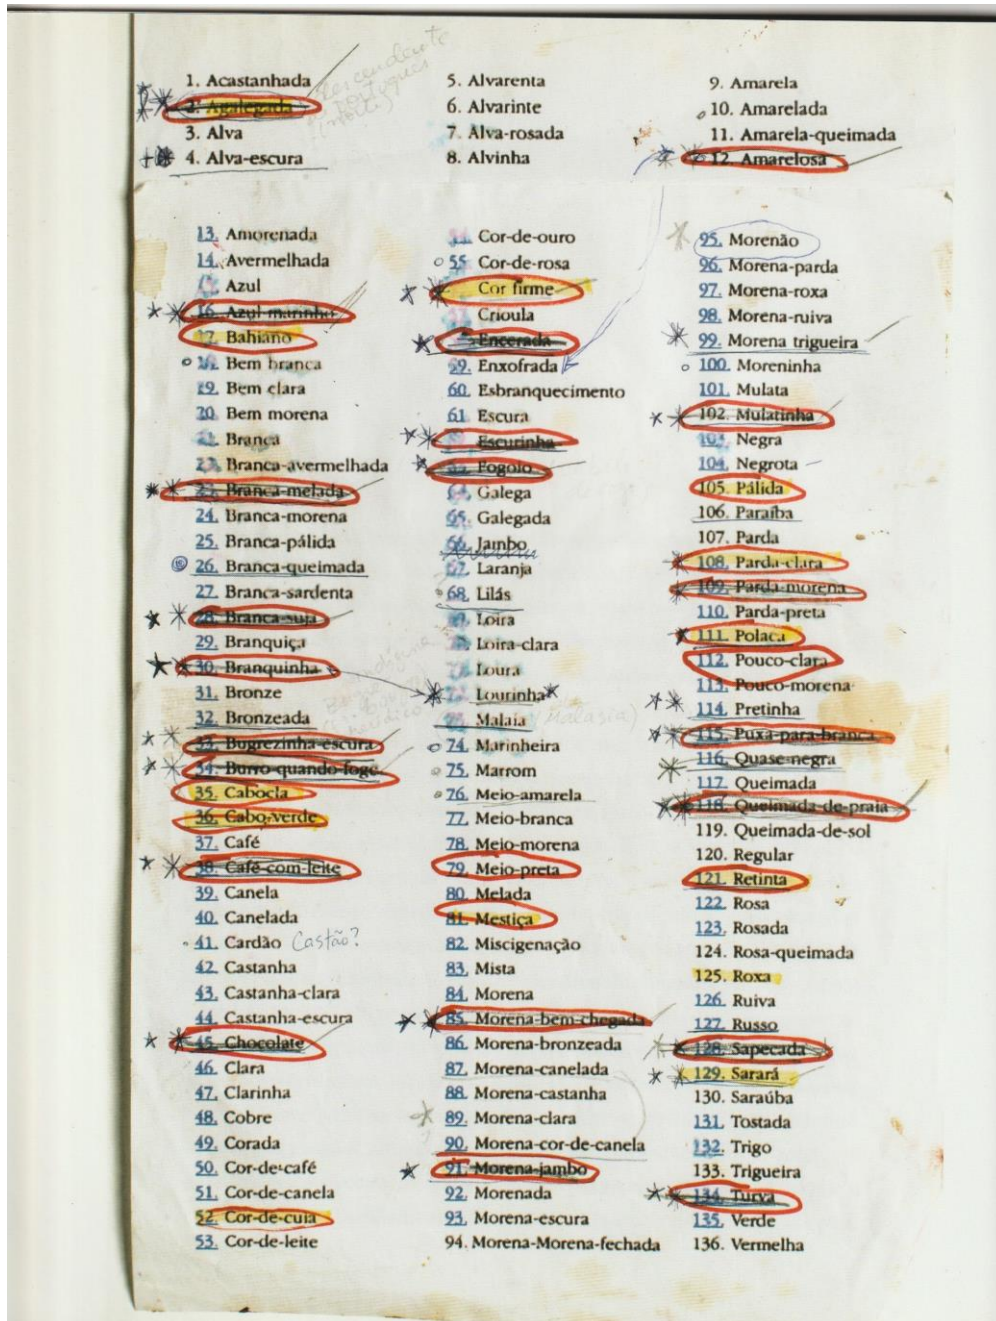 descendente
português
1. Acastanhada
2. Agalegada
3. Alva
4. Alva-escura
5. Alvarenta
6. Alvarinte
7. Alva-rosada
8. Alvinha
9. Amarela
10. Amarelada
11. Amarela-queimada
12. Amarelosa
13. Amorenada
14. Avermelhada
Azul
16. Azul-marinho
17. Bahiano
18. Bem branca
19. Bem clara
20. Bem morena
21. Branca
22. Branca-avermelhada
23. Branca-melada
24. Branca-morena
25. Branca-pálida
26. Branca-queimada
27. Branca-sardenta
28. Branca-suja
29. Branquiça
30. Branquinha
31. Bronze
32. Bronzeada
33. Bugrezinha-escura
34. Burro-quando-foge
35. Cabocla
36. Cabo-verde
37. Café
38. Café-com-leite
39. Canela
40. Canelada
41. Cardão Castão?
42. Castanha
43. Castanha-clara
44. Castanha-escura
45. Chocolate
46. Clara
47. Clarinha
48. Cobre
49. Corada
50. Cor-de-café
51. Cor-de-canela
52. Cor-de-cuia
53. Cor-de-leite
Cor-de-ouro
55. Cor-de-rosa
Cor firme
57. Crioula
Encerada
59. Enxofrada
60. Esbranquecimento
61. Escura
Escurinha
Fogoio
64. Galega
65. Galegada
66. Jambo
67. Laranja
68. Lilás
Loira
Loira-clara
Loura
Lourinha
Malaia (Malasia)
74. Marinheira
75. Marrom
76. Meio-amarela
77. Meio-branca
78. Meio-morena
79. Meio-preta
80. Melada
81. Mestiça
82. Miscigenação
83. Mista
84. Morena
85. Morena-bem-chegada
86. Morena-bronzeada
87. Morena-canelada
88. Morena-castanha
89. Morena-clara
90. Morena-cor-de-canela
91. Morena-jambo
92. Morenada
93. Morena-escura
94. Morena-Morena-fechada
95. Morenão
96. Morena-parda
97. Morena-roxa
98. Morena-ruiva
99. Morena trigueira
100. Moreninha
101. Mulata
102. Mulatinha
103. Negra
104. Negrota
105. Pálida
106. Paraíba
107. Parda
108. Parda-clara
109. Parda-morena
110. Parda-preta
111. Polaca
112. Pouco-clara
113. Pouco-morena
114. Pretinha
115. Puxa-para-branca
116. Quase-negra
117. Queimada
118. Queimada-de-praia
119. Queimada-de-sol
120. Regular
121. Retinta
122. Rosa
123. Rosada
124. Rosa-queimada
125. Roxa
126. Ruiva
127. Russo
128. Sapecada
129. Sarará
130. Saraúba
131. Tostada
132. Trigo
133. Trigueira
134. Turva
135. Verde
136. Vermelha